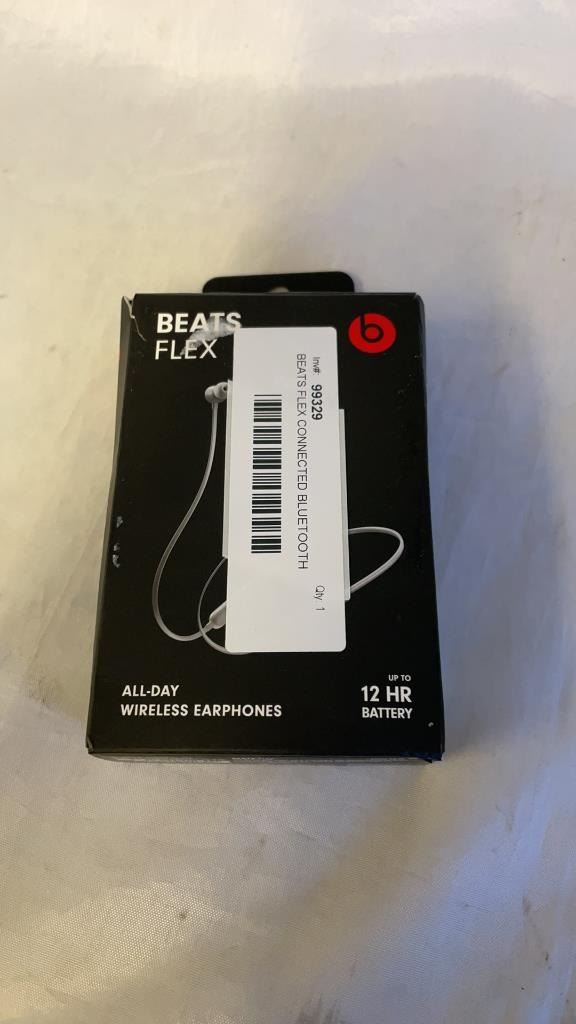 BEATS
FLEX
b
Inv#: 99329
BEATS FLEX CONNECTED BLUETOOTH
Qty: 1
ALL-DAY
WIRELESS EARPHONES
UP TO
12 HR
BATTERY